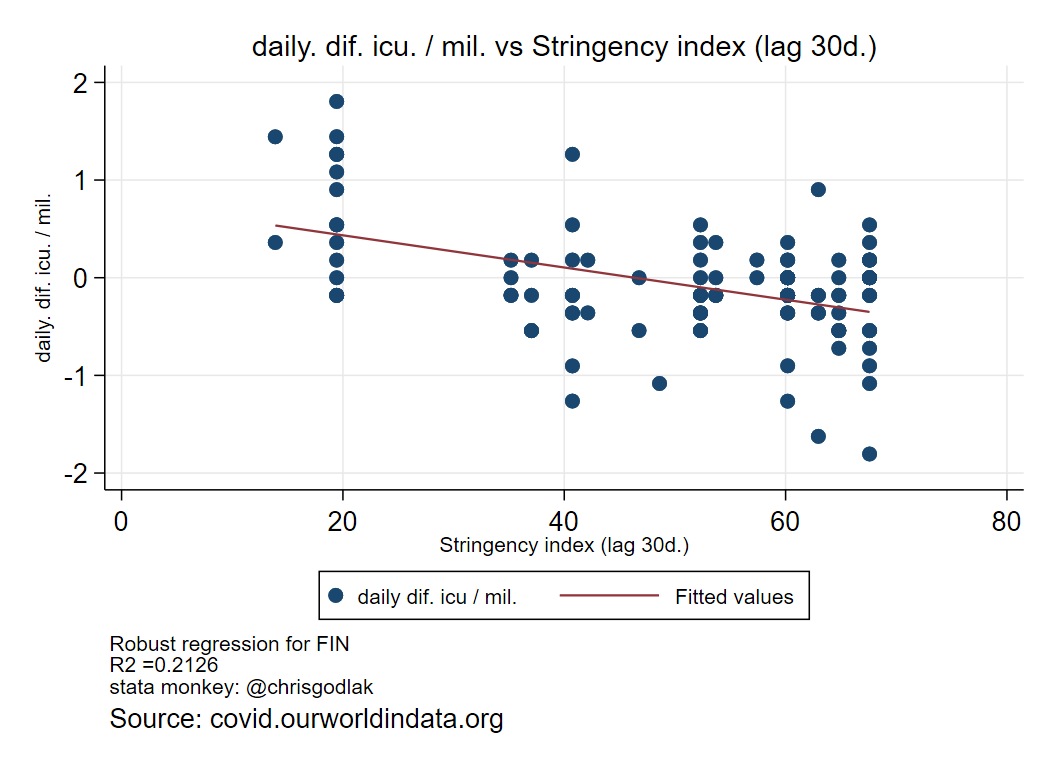 daily. dif. icu. / mil. vs Stringency index (lag 30d.)
daily. dif. icu. / mil.
2
1
0
-1
-2
0 20 40 60 80
Stringency index (lag 30d.)
daily dif. icu / mil. Fitted values
Robust regression for FIN
R2 =0.2126
stata monkey: @chrisgodlak
Source: covid.ourworldindata.org